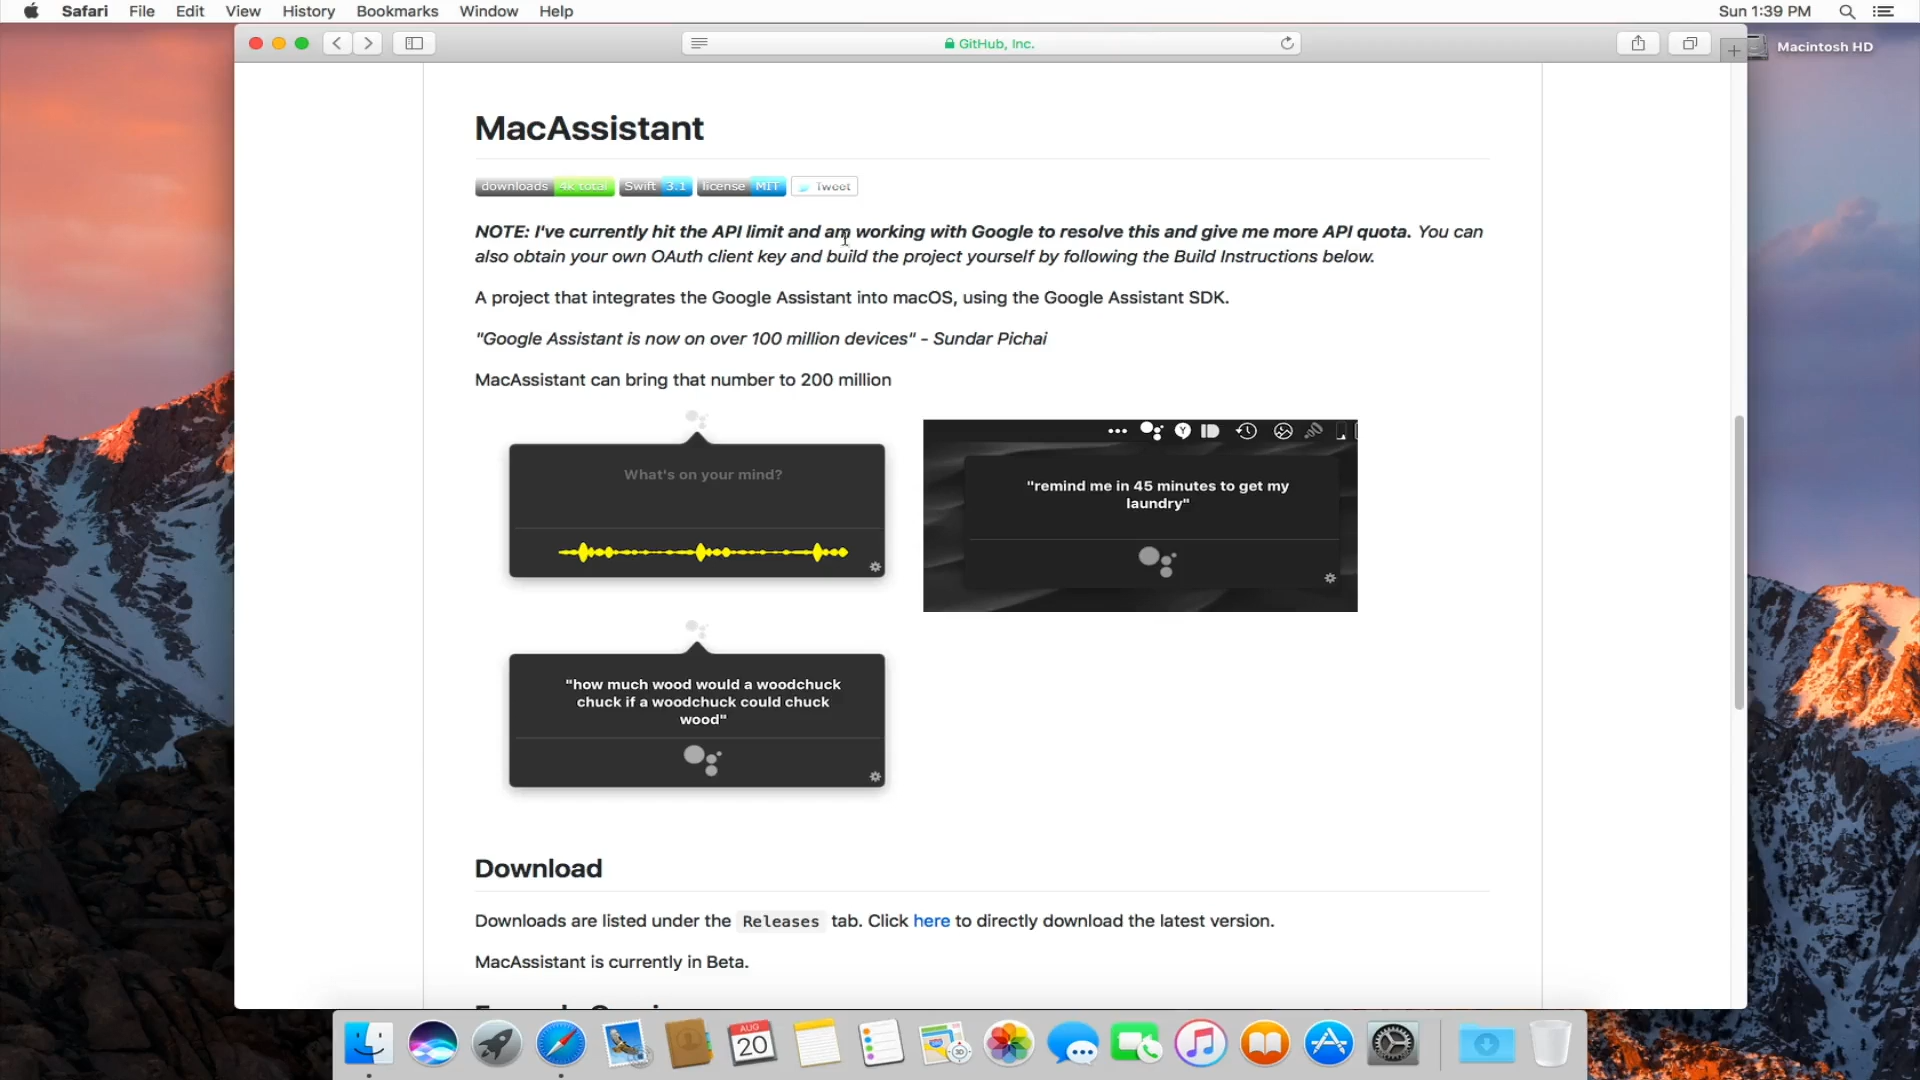 Safari File Edit View History Bookmarks Window Help Sun 1:39 PM
GitHub, Inc.
Macintosh HD
MacAssistant
downloads 4k total Swift 3.1 license MIT Tweet
NOTE: I've currently hit the API limit and am working with Google to resolve this and give me more API quota. You can
also obtain your own OAuth client key and build the project yourself by following the Build Instructions below.
A project that integrates the Google Assistant into macOS, using the Google Assistant SDK.
"Google Assistant is now on over 100 million devices" - Sundar Pichai
MacAssistant can bring that number to 200 million
What's on your mind?
"remind me in 45 minutes to get my
laundry"
"how much wood would a woodchuck
chuck if a woodchuck could chuck
wood"
Download
Downloads are listed under the Releases tab. Click here to directly download the latest version.
MacAssistant is currently in Beta.
AUG
20